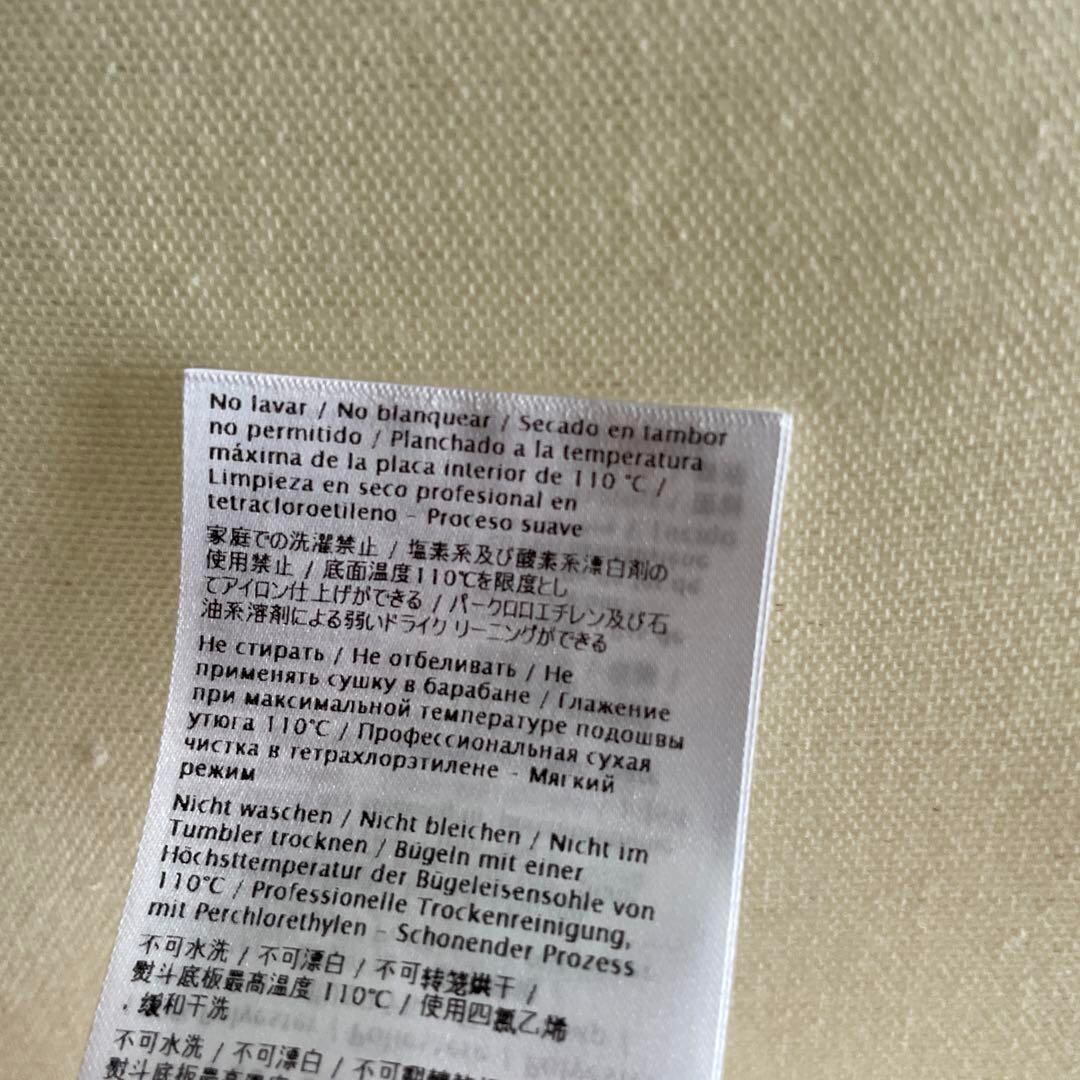 No lavar / No blanquear / Secado en tambor
no permitido / Planchado a la temperatura
máxima de la placa interior de 110 °C /
Limpieza en seco profesional en
tetracloroetileno - Proceso suave
家庭での洗濯禁止 / 塩素系及び酸素系漂白剤の
使用禁止 / 底面温度110℃を限度とし
てアイロン仕上げができる / パークロロエチレン及び石
油系溶剤による弱いドライクリーニングができる
Не стирать / Не отбеливать / Не
применять сушку в барабане / Глажение
при максимальной температуре подошвы
утюга 110°C / Профессиональная сухая
чистка в тетрахлорэтилене - Мягкий
режим
Nicht waschen / Nicht bleichen / Nicht im
Tumbler trocknen / Bügeln mit einer
Höchsttemperatur der Bügeleisensohle von
110°C / Professionelle Trockenreinigung,
mit Perchlorethylen - Schonender Prozess
不可水洗 / 不可漂白 / 不可转笼烘干 /
熨斗底板最高温度 110℃ / 使用四氯乙烯
, 缓和干洗
不可水洗 / 不可漂白 / 不可翻轉
熨斗底板最高